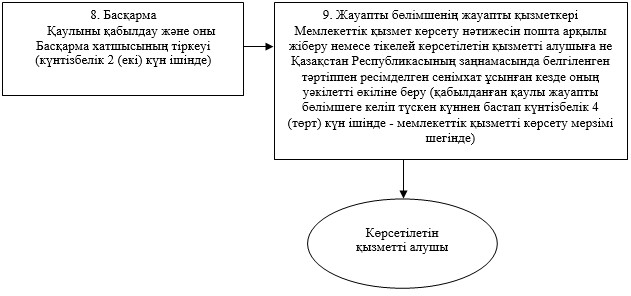 8. Басқарма
Қаулыны қабылдау және оны
Басқарма хатшысының тіркеуі
(күнтізбелік 2 (екі) күн ішінде)
9. Жауапты бөлімшенің жауапты қызметкері
Мемлекеттік қызмет көрсету нәтижесін пошта арқылы
жіберу немесе тікелей көрсетілетін қызметті алушыға не
Қазақстан Республикасының заңнамасында белгіленген
тәртіппен ресімделген сенімхат ұсынған кезде оның
уәкілетті өкіліне беру (қабылданған қаулы жауапты
бөлімшеге келіп түскен күннен бастап күнтізбелік 4
(төрт) күн ішінде - мемлекеттік қызметті көрсету мерзімі
шегінде)
Көрсетілетін
қызметті алушы